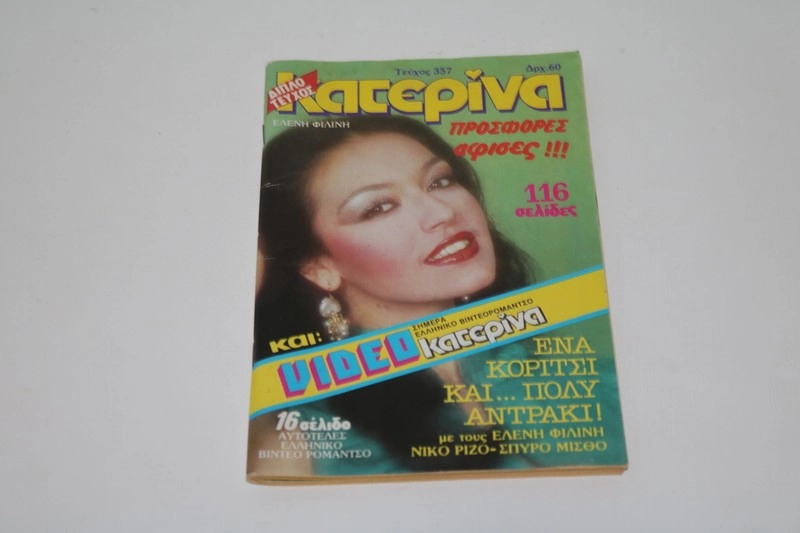 Τεύχος 357
Δρχ. 60
ΔΙΠΛΟ
ΤΕΥΧΟΣ
κατερίνα
ΕΛΕΝΗ ΦΙΛΙΝΗ
ΠΡΟΣΦΟΡΕΣ
αφισες !!!
116
σελίδες
και:
VIDEO
ΣΗΜΕΡΑ
ΕΛΛΗΝΙΚΟ ΒΙΝΤΕΟΡΟΜΑΝΤΣΟ
κατερίνα
ΕΝΑ
ΚΟΡΙΤΣΙ
ΚΑΙ... ΠΟΛΥ
ΑΝΤΡΑΚΙ!
με τους ΕΛΕΝΗ ΦΙΛΙΝΗ
ΝΙΚΟ ΡΙΖΟ - ΣΠΥΡΟ ΜΙΣΘΟ
16 σέλιδο
ΑΥΤΟΤΕΛΕΣ
ΕΛΛΗΝΙΚΟ
ΒΙΝΤΕΟ ΡΟΜΑΝΤΣΟ